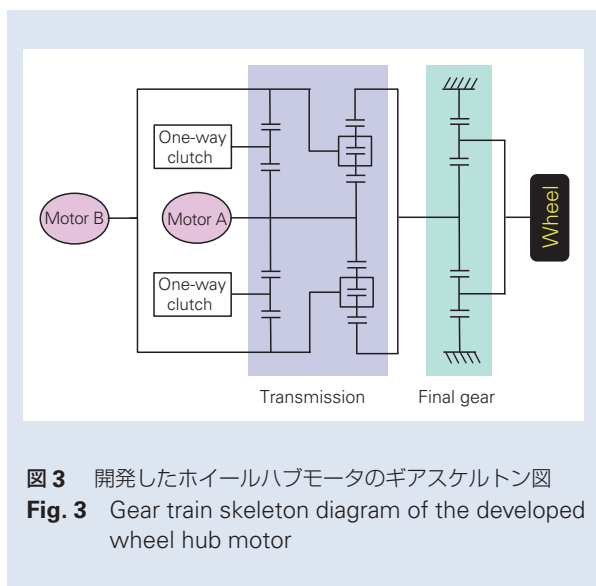 One-way
clutch
Motor B
Motor A
One-way
clutch
Wheel
Transmission
Final gear
図3 開発したホイールハブモータのギアスケルトン図
Fig. 3 Gear train skeleton diagram of the developed
wheel hub motor